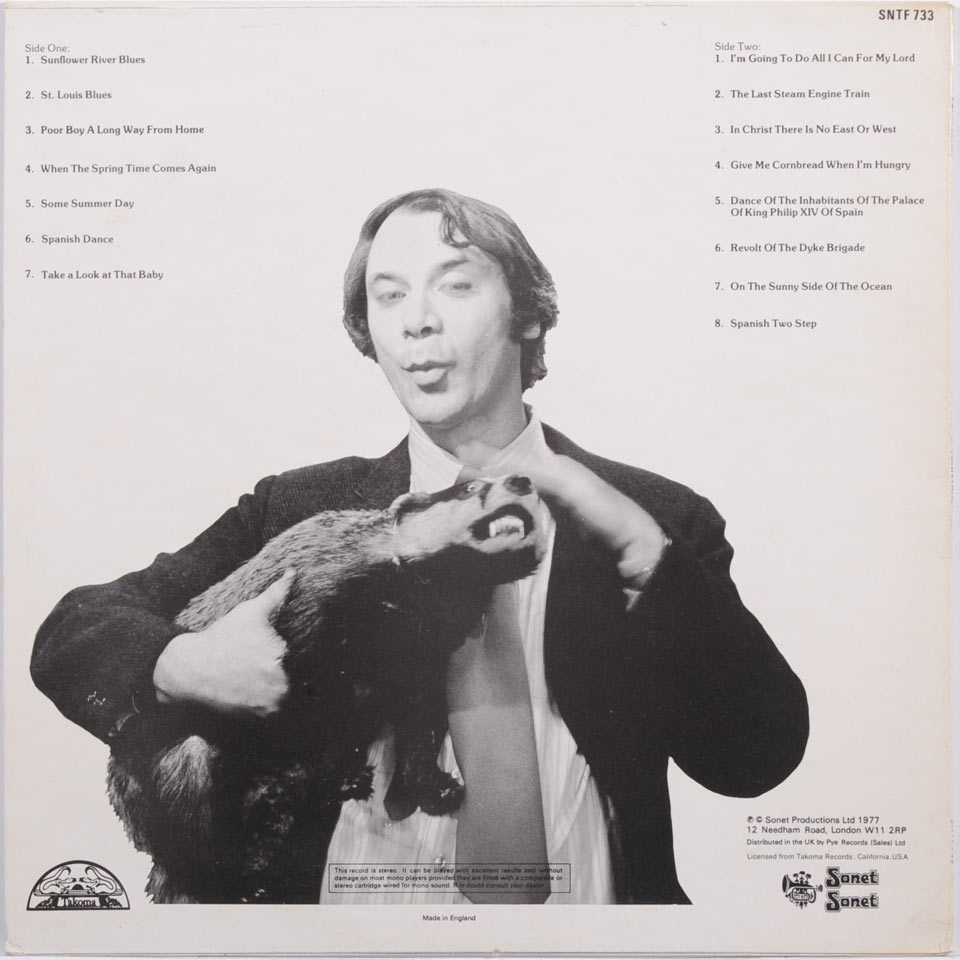 SNTF 733
Side One:
1. Sunflower River Blues
2. St. Louis Blues
3. Poor Boy A Long Way From Home
4. When The Spring Time Comes Again
5. Some Summer Day
6. Spanish Dance
7. Take a Look at That Baby
Side Two:
1. I'm Going To Do All I Can For My Lord
2. The Last Steam Engine Train
3. In Christ There Is No East Or West
4. Give Me Cornbread When I'm Hungry
5. Dance Of The Inhabitants Of The Palace
Of King Philip XIV Of Spain
6. Revolt Of The Dyke Brigade
7. On The Sunny Side Of The Ocean
8. Spanish Two Step
℗ © Sonet Productions Ltd 1977
12 Needham Road, London W11 2RP
Distributed in the UK by Pye Records (Sales) Ltd
Licensed from Takoma Records, California, USA
Sonet
Sonet
Takoma
This record is stereo. It can be played with excellent results and without
damage on most mono players provided they are fitted with a compatible or
stereo cartridge wired for mono sound. If in doubt consult your dealer.
Made in England